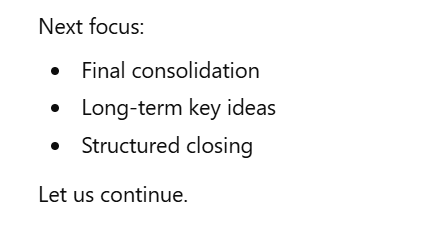 Next focus:
• Final consolidation
• Long-term key ideas
• Structured closing
Let us continue.